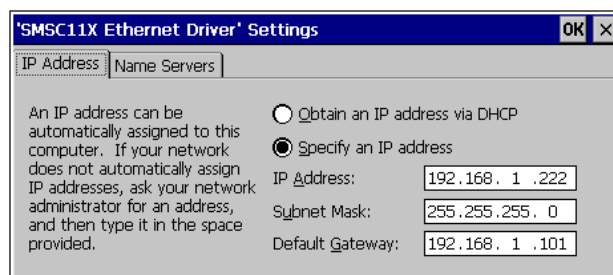 'SMSC11X Ethernet Driver' Settings OK ×
IP Address Name Servers
An IP address can be
automatically assigned to this
computer. If your network
does not automatically assign
IP addresses, ask your network
administrator for an address,
and then type it in the space
provided.
Obtain an IP address via DHCP
Specify an IP address
IP Address: 192.168. 1 .222
Subnet Mask: 255.255.255. 0
Default Gateway: 192.168. 1 .101